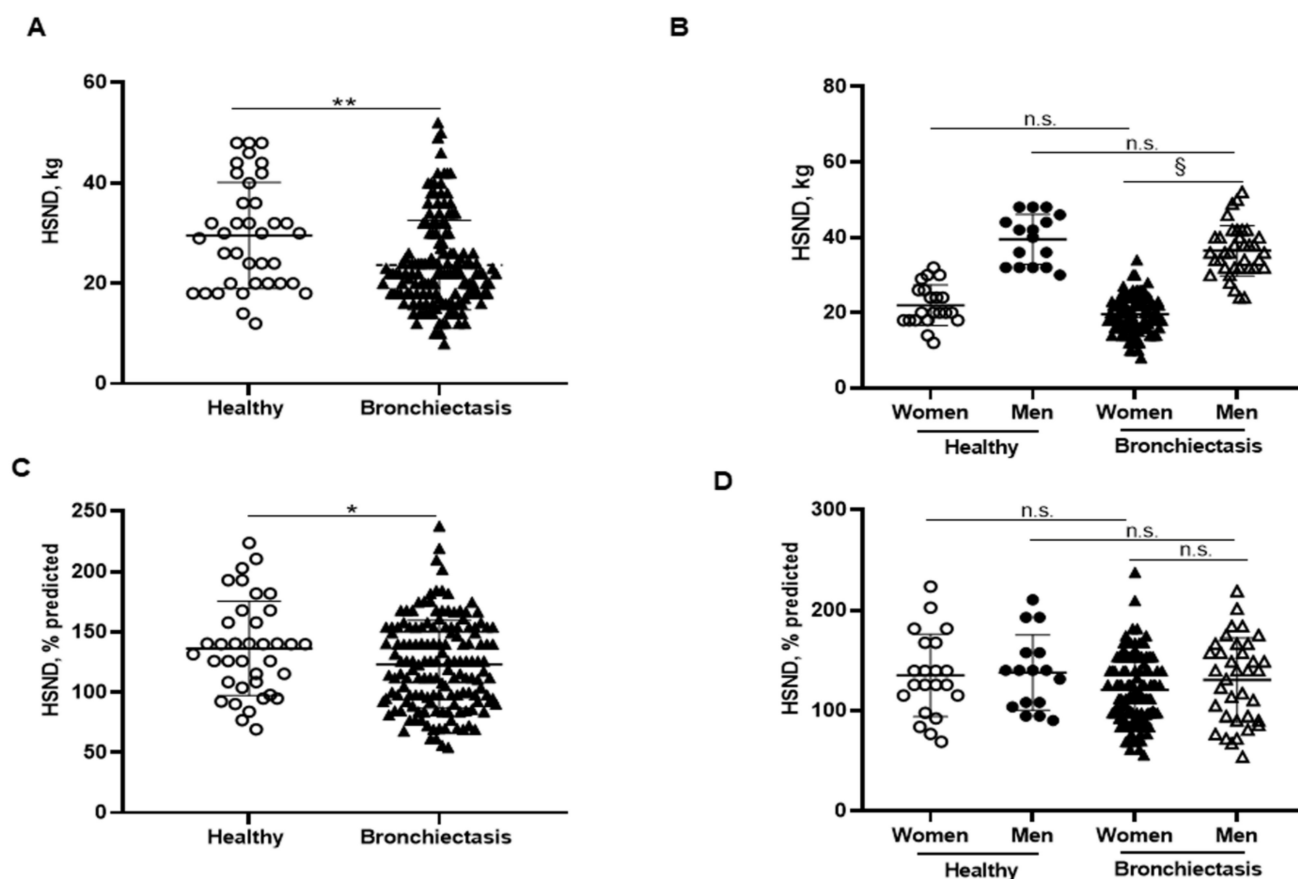 A
HSND, kg
60
40
20
0
**
Healthy
Bronchiectasis
B
HSND, kg
80
60
40
20
0
n.s.
n.s.
§
Women
Men
Women
Men
Healthy
Bronchiectasis
C
HSND, % predicted
250
200
150
100
50
0
*
Healthy
Bronchiectasis
D
HSND, % predicted
300
200
100
0
n.s.
n.s.
n.s.
Women
Men
Women
Men
Healthy
Bronchiectasis